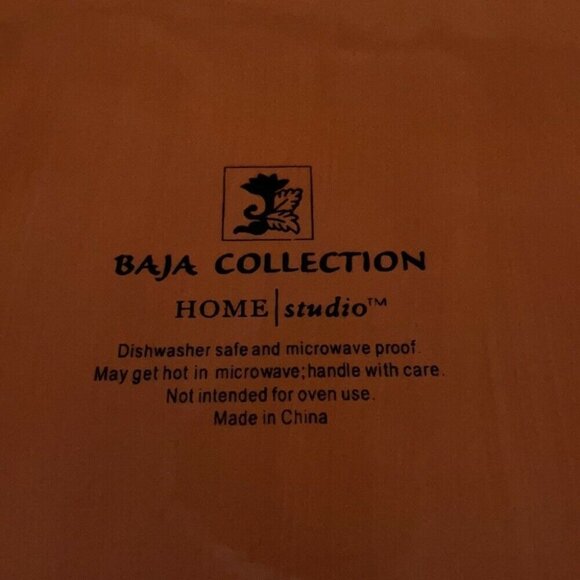 BAJA COLLECTION
HOME|studio™
Dishwasher safe and microwave proof.
May get hot in microwave;handle with care.
Not intended for oven use.
Made in China